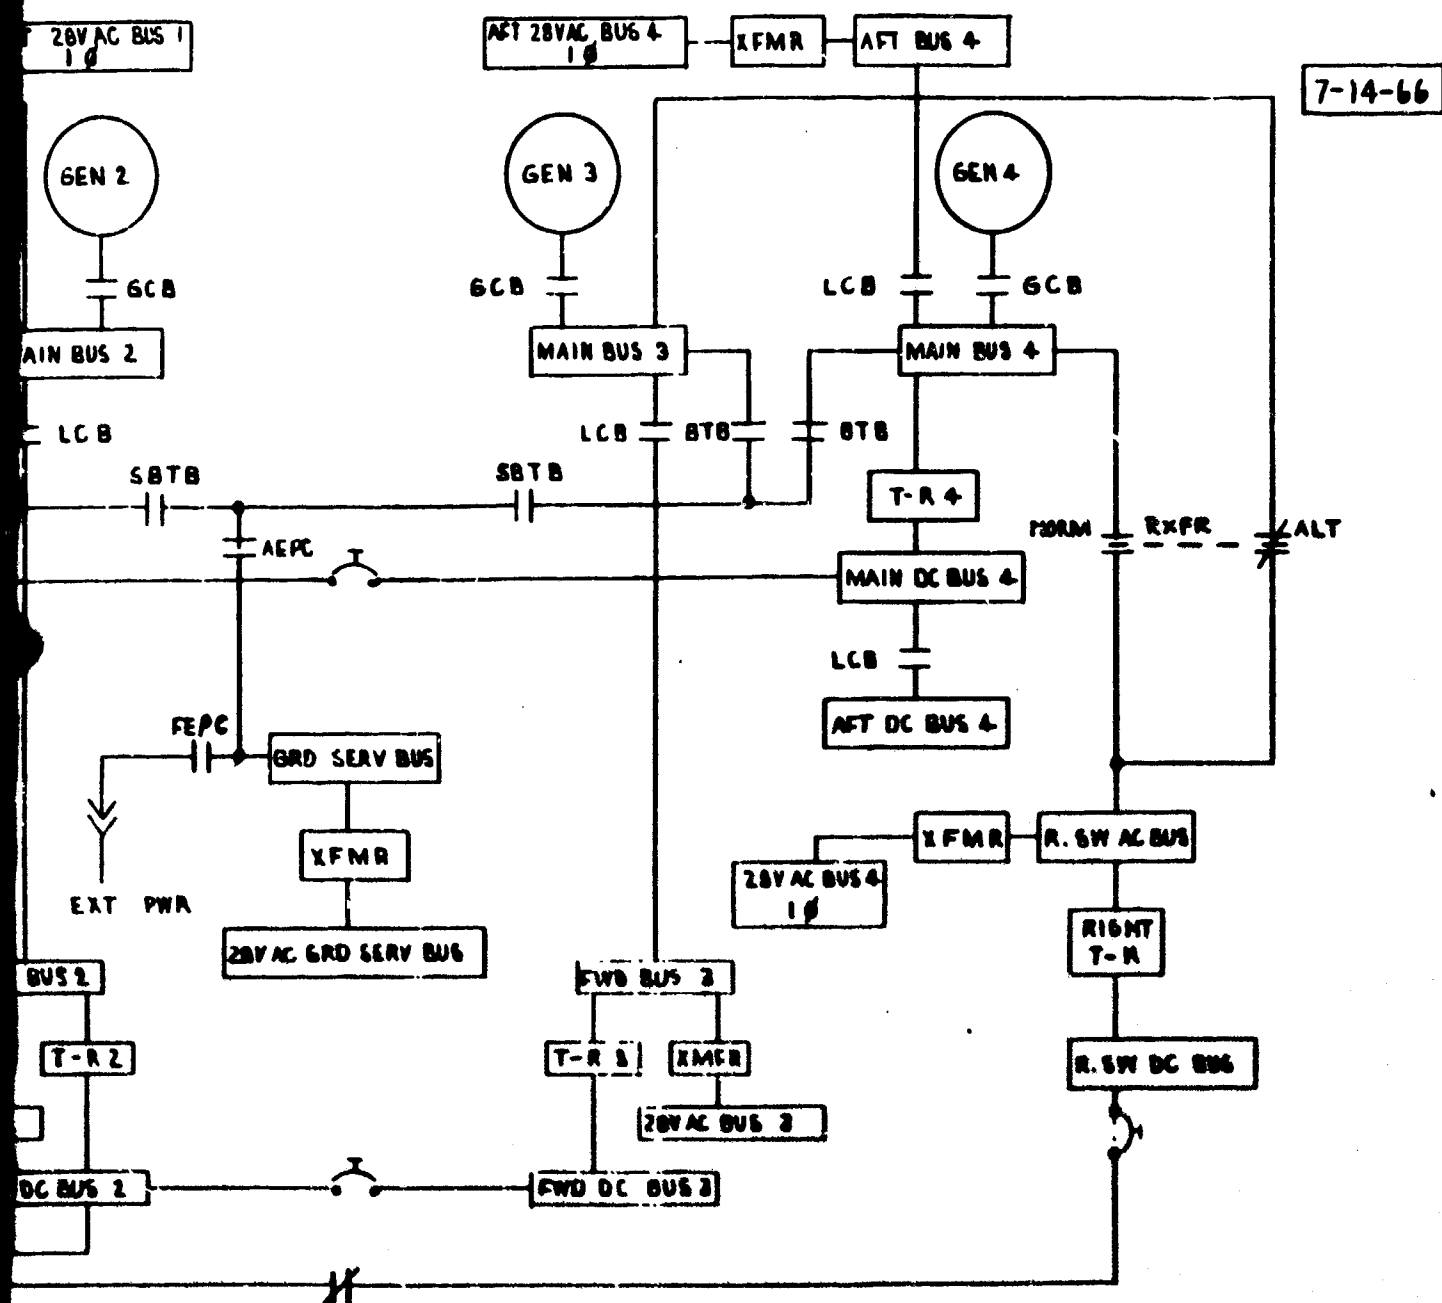 28V AC BUS 1
1Ø
AFT 28VAC BUS 4
1Ø
XFMR
AFT BUS 4
7-14-66
GEN 2
GEN 3
GEN 4
GCB
GCB
LCB
GCB
AIN BUS 2
MAIN BUS 3
MAIN BUS 4
LCB
LCB
BTB
BTB
SBTB
SBTB
T-R 4
NORM
RXFR
ALT
AEPC
MAIN DC BUS 4
LCB
FEPC
AFT DC BUS 4
GRD SERV BUS
XFMR
XFMR
R. SW AC BUS
28V AC BUS 4
1Ø
EXT PWR
RIGHT
T-R
28V AC GRD SERV BUS
BUS 2
FWD BUS 3
T-R 2
T-R 3
XMFR
R. SW DC BUS
28V AC BUS 3
DC BUS 2
FWD DC BUS 3